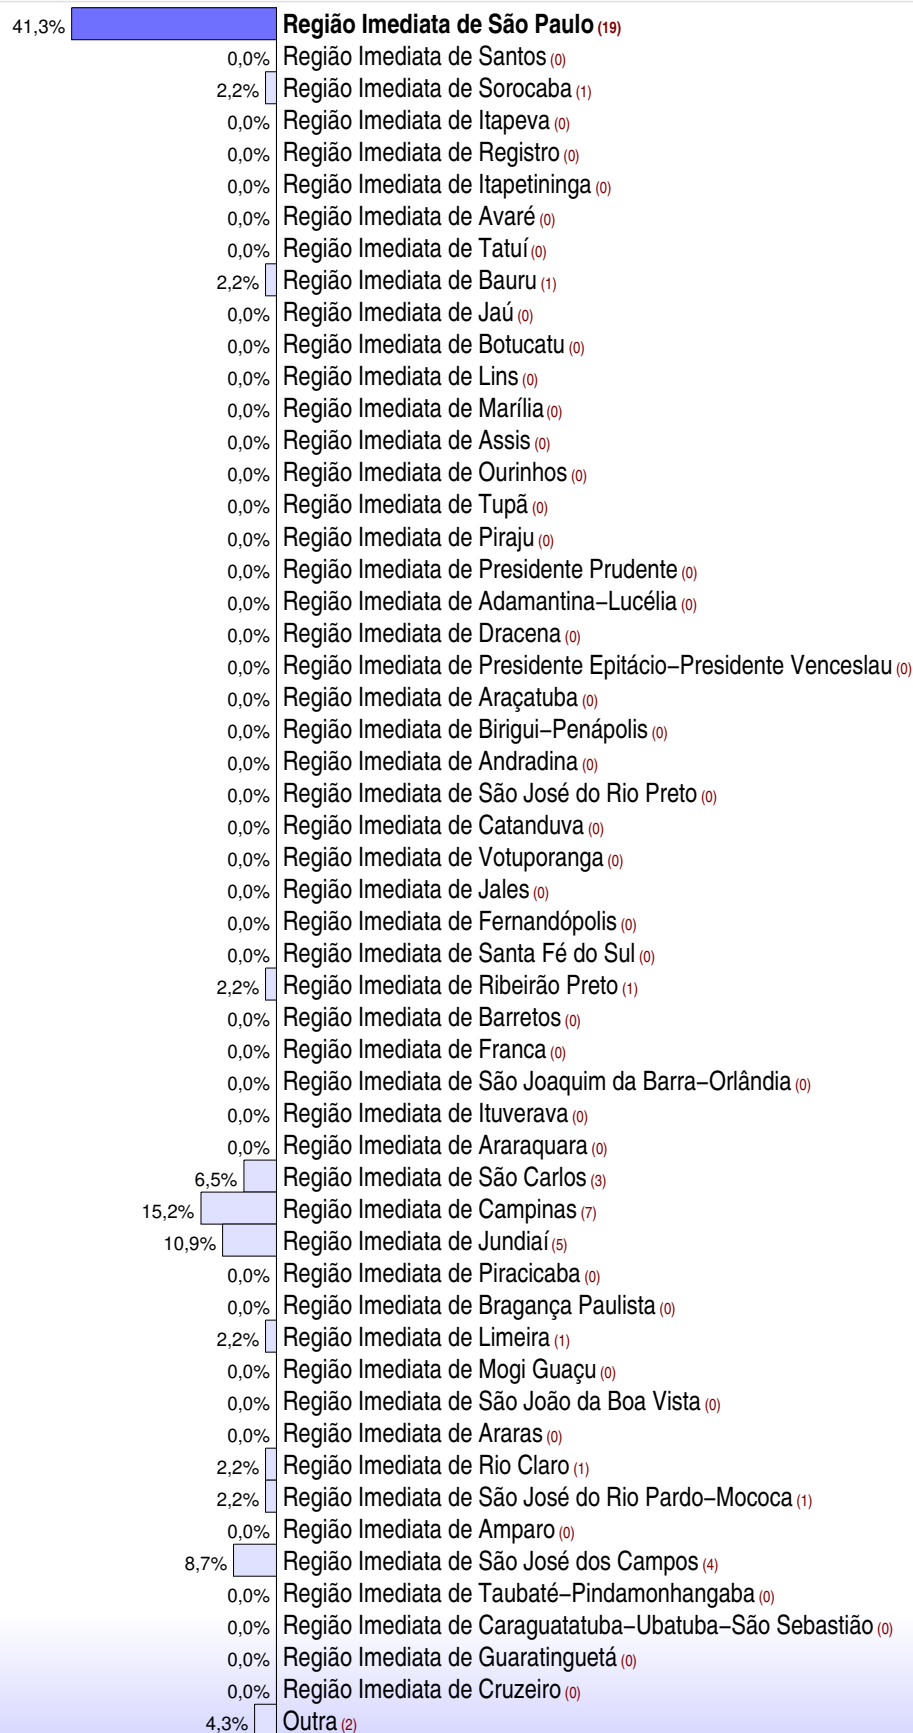 41,3% Região Imediata de São Paulo (19)
0,0% Região Imediata de Santos (0)
2,2% Região Imediata de Sorocaba (1)
0,0% Região Imediata de Itapeva (0)
0,0% Região Imediata de Registro (0)
0,0% Região Imediata de Itapetininga (0)
0,0% Região Imediata de Avaré (0)
0,0% Região Imediata de Tatuí (0)
2,2% Região Imediata de Bauru (1)
0,0% Região Imediata de Jaú (0)
0,0% Região Imediata de Botucatu (0)
0,0% Região Imediata de Lins (0)
0,0% Região Imediata de Marília (0)
0,0% Região Imediata de Assis (0)
0,0% Região Imediata de Ourinhos (0)
0,0% Região Imediata de Tupã (0)
0,0% Região Imediata de Piraju (0)
0,0% Região Imediata de Presidente Prudente (0)
0,0% Região Imediata de Adamantina–Lucélia (0)
0,0% Região Imediata de Dracena (0)
0,0% Região Imediata de Presidente Epitácio–Presidente Venceslau (0)
0,0% Região Imediata de Araçatuba (0)
0,0% Região Imediata de Birigui–Penápolis (0)
0,0% Região Imediata de Andradina (0)
0,0% Região Imediata de São José do Rio Preto (0)
0,0% Região Imediata de Catanduva (0)
0,0% Região Imediata de Votuporanga (0)
0,0% Região Imediata de Jales (0)
0,0% Região Imediata de Fernandópolis (0)
0,0% Região Imediata de Santa Fé do Sul (0)
2,2% Região Imediata de Ribeirão Preto (1)
0,0% Região Imediata de Barretos (0)
0,0% Região Imediata de Franca (0)
0,0% Região Imediata de São Joaquim da Barra–Orlândia (0)
0,0% Região Imediata de Ituverava (0)
0,0% Região Imediata de Araraquara (0)
6,5% Região Imediata de São Carlos (3)
15,2% Região Imediata de Campinas (7)
10,9% Região Imediata de Jundiaí (5)
0,0% Região Imediata de Piracicaba (0)
0,0% Região Imediata de Bragança Paulista (0)
2,2% Região Imediata de Limeira (1)
0,0% Região Imediata de Mogi Guaçu (0)
0,0% Região Imediata de São João da Boa Vista (0)
0,0% Região Imediata de Araras (0)
2,2% Região Imediata de Rio Claro (1)
2,2% Região Imediata de São José do Rio Pardo–Mococa (1)
0,0% Região Imediata de Amparo (0)
8,7% Região Imediata de São José dos Campos (4)
0,0% Região Imediata de Taubaté–Pindamonhangaba (0)
0,0% Região Imediata de Caraguatatuba–Ubatuba–São Sebastião (0)
0,0% Região Imediata de Guaratinguetá (0)
0,0% Região Imediata de Cruzeiro (0)
4,3% Outra (2)